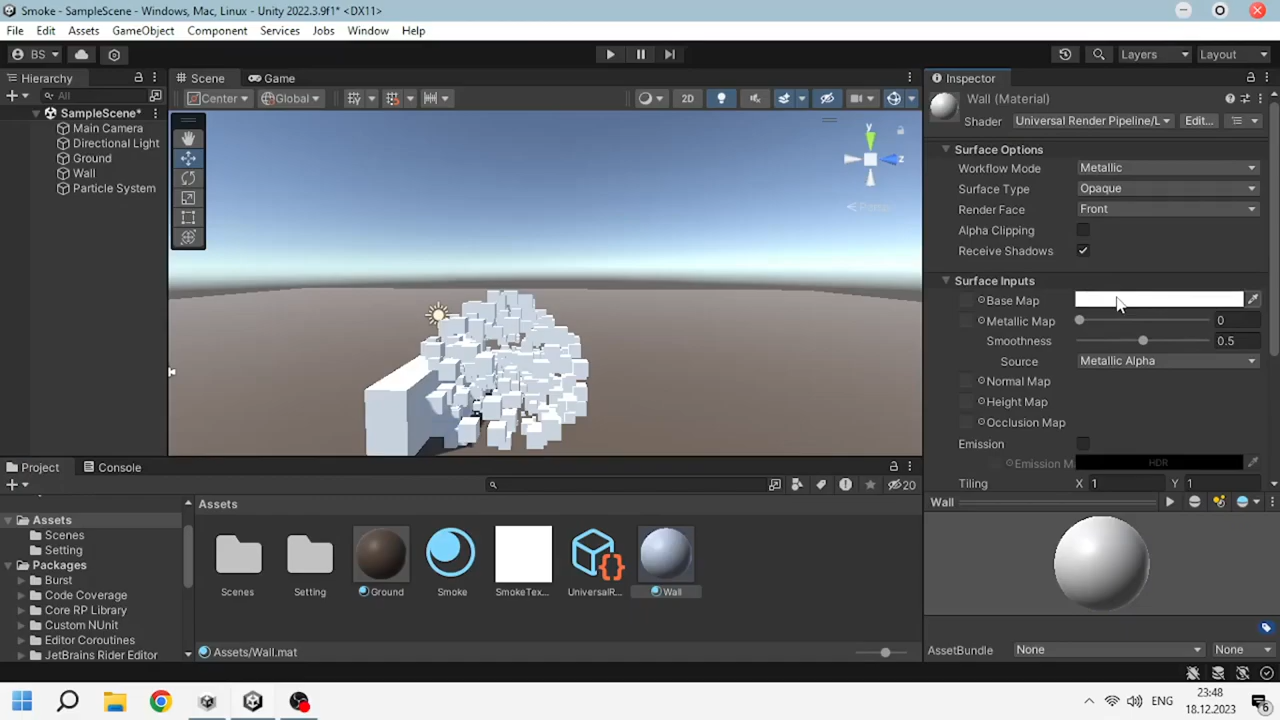 Smoke - SampleScene - Windows, Mac, Linux - Unity 2022.3.9f1* <DX11>
File Edit Assets GameObject Component Services Jobs Window Help
BS Layers Layout
Hierarchy
All
SampleScene*
Main Camera
Directional Light
Ground
Wall
Particle System
Scene Game
Center Global 2D
y
z
Persp
Inspector
Wall (Material)
Shader Universal Render Pipeline/L Edit...
Surface Options
Workflow Mode Metallic
Surface Type Opaque
Render Face Front
Alpha Clipping
Receive Shadows
Surface Inputs
Base Map
Metallic Map 0
Smoothness 0.5
Source Metallic Alpha
Normal Map
Height Map
Occlusion Map
Emission
Emission M HDR
Tiling X 1 Y 1
Wall
AssetBundle None None
Project Console
20
Assets
Scenes
Setting
Packages
Burst
Code Coverage
Core RP Library
Custom NUnit
Editor Coroutines
JetBrains Rider Editor
Assets
Scenes Setting Ground Smoke SmokeTex... UniversalR... Wall
Assets/Wall.mat
ENG
23:48
18.12.2023
6